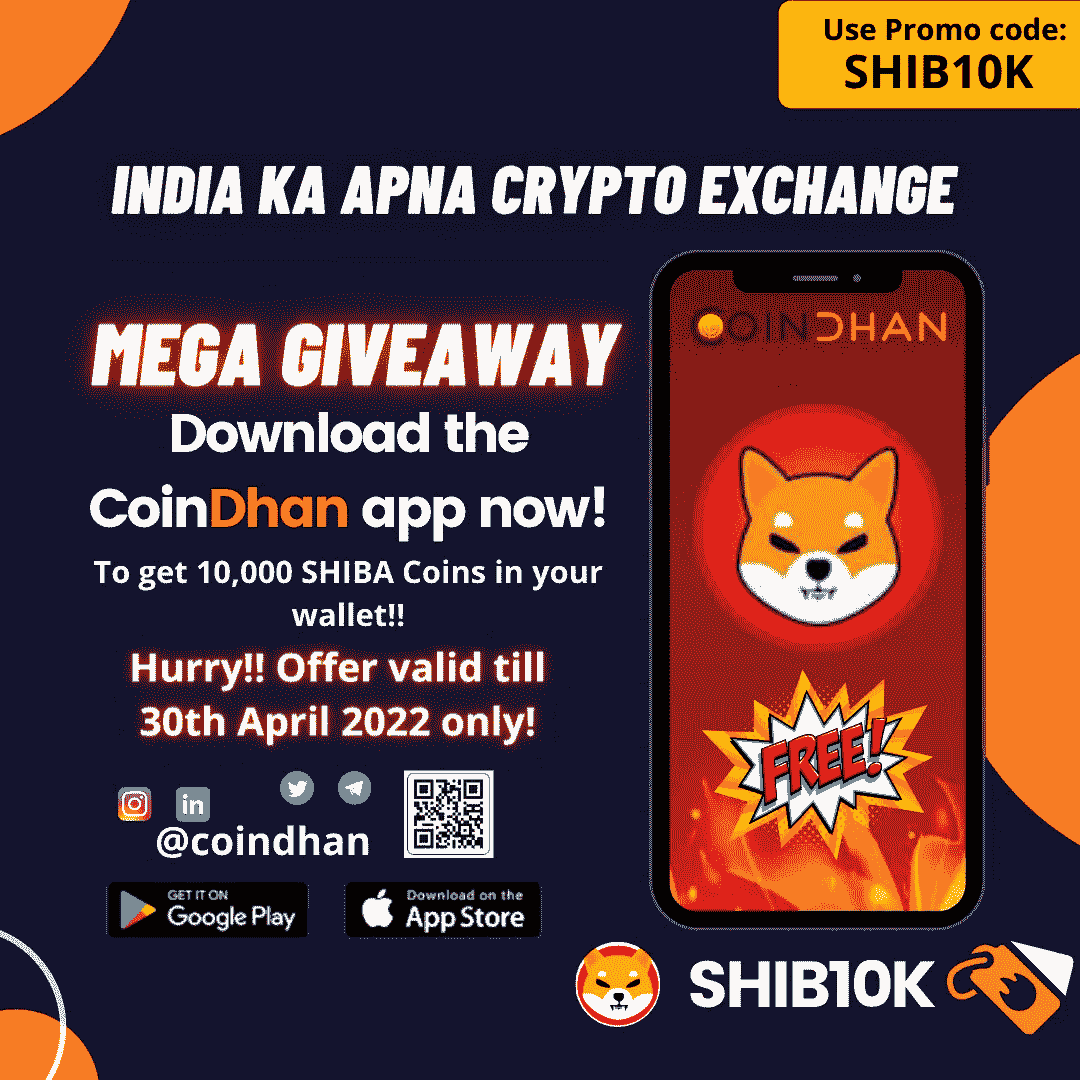 Use Promo code:
SHIB10K
INDIA KA APNA CRYPTO EXCHANGE
COINDHAN
MEGA GIVEAWAY
Download the
CoinDhan app now!
To get 10,000 SHIBA Coins in your
wallet!!
Hurry!! Offer valid till
30th April 2022 only!
FREE!
in
@coindhan
GET IT ON
Google Play
Download on the
App Store
SHIB10K